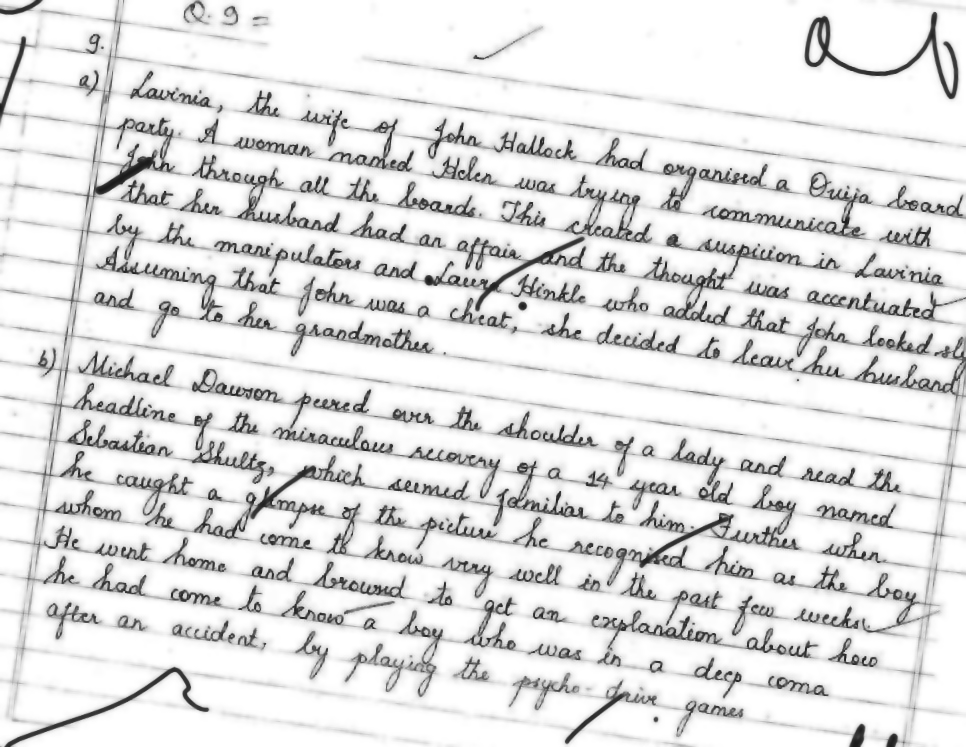 Q. 9 =
9.
a) Lavinia, the wife of John Hallock had organised a Ouija board
party. A woman named Helen was trying to communicate with
John through all the boards. This created a suspicion in Lavinia
that her husband had an affair and the thought was accentuated
by the manipulators and Laura Hinkle who added that John looked sly
Assuming that John was a cheat, she decided to leave her husband
and go to her grandmother.
b) Michael Dawson peered over the shoulder of a lady and read the
headline of the miraculous recovery of a 14 year old boy named
Sebastian Shultz, which seemed familiar to him. Further when
he caught a glimpse of the picture he recognised him as the boy
whom he had come to know very well in the past few weeks.
He went home and browsed to get an explanation about how
he had come to know a boy who was in a deep coma
after an accident, by playing the psycho-drive games